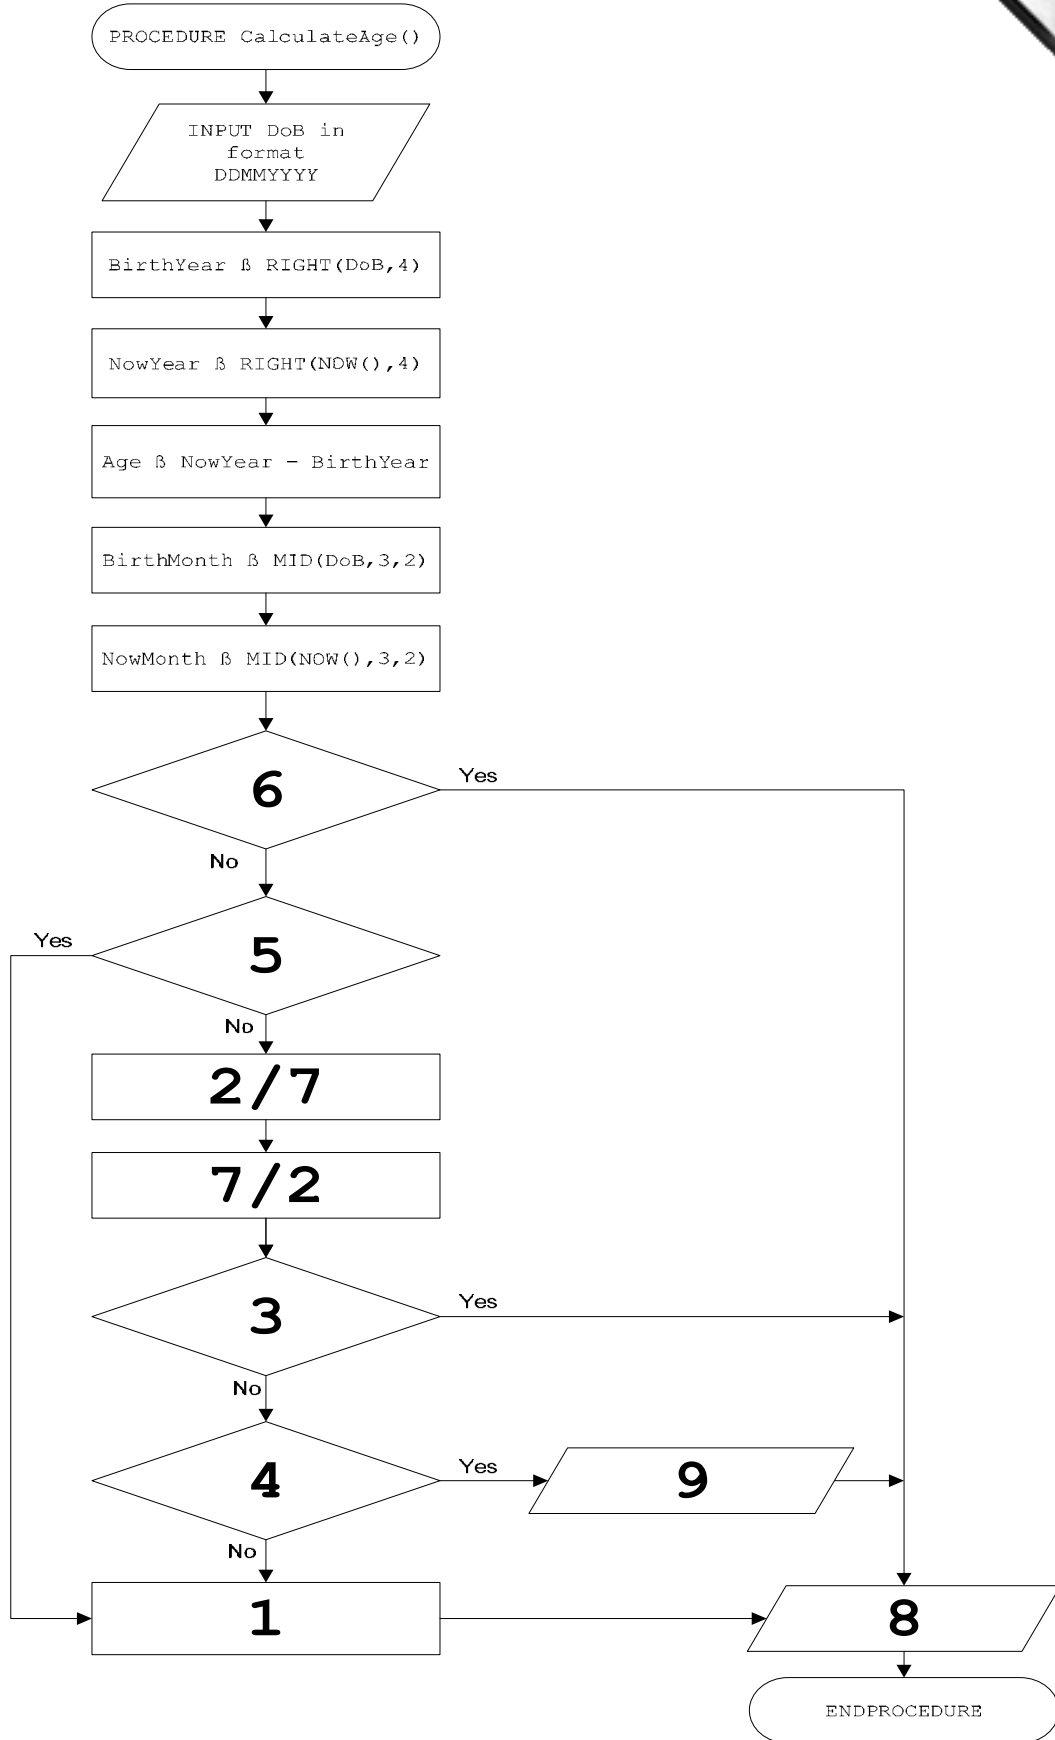 PROCEDURE CalculateAge()
INPUT DoB in
format
DDMMYYYY
BirthYear ß RIGHT(DoB,4)
NowYear ß RIGHT(NOW(),4)
Age ß NowYear - BirthYear
BirthMonth ß MID(DoB,3,2)
NowMonth ß MID(NOW(),3,2)
6
Yes
No
5
Yes
No
2/7
7/2
3
Yes
No
4
Yes
9
No
1
8
ENDPROCEDURE